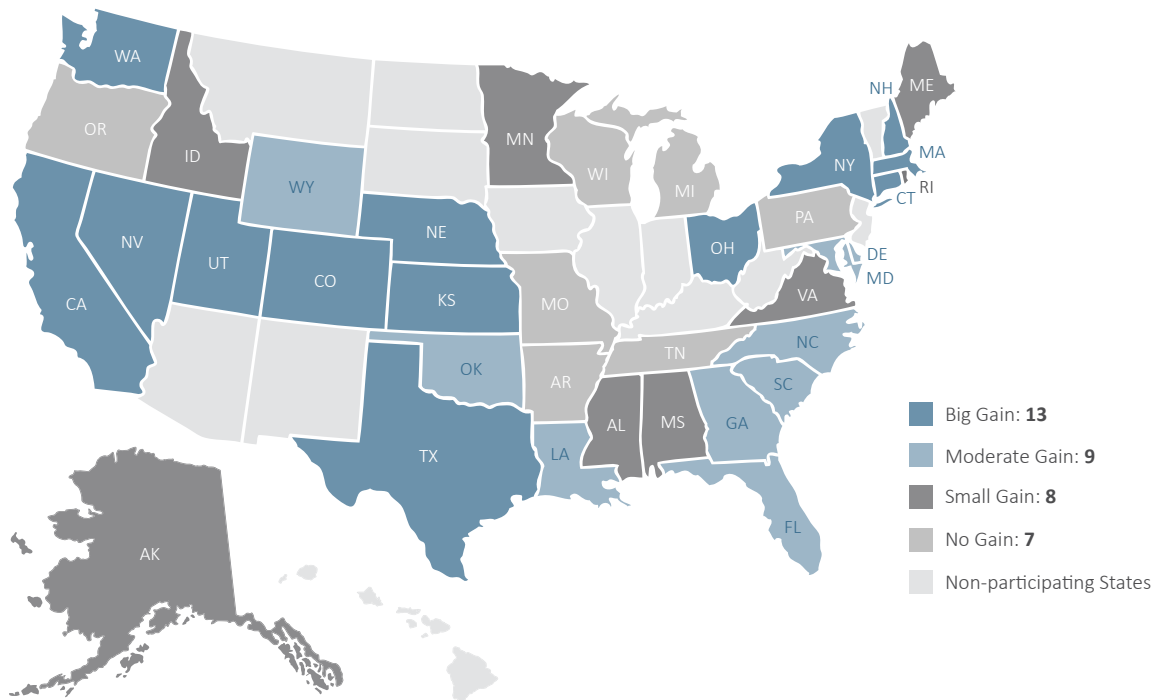 WA
ME
NH
OR
MN
ID
WI
MI
NY
MA
WY
RI
CT
PA
NE
NV
OH
DE
UT
CO
KS
MD
CA
MO
VA
NC
TN
OK
AR
SC
AL
MS
GA
Big Gain: 13
TX
LA
Moderate Gain: 9
Small Gain: 8
FL
No Gain: 7
AK
Non-participating States